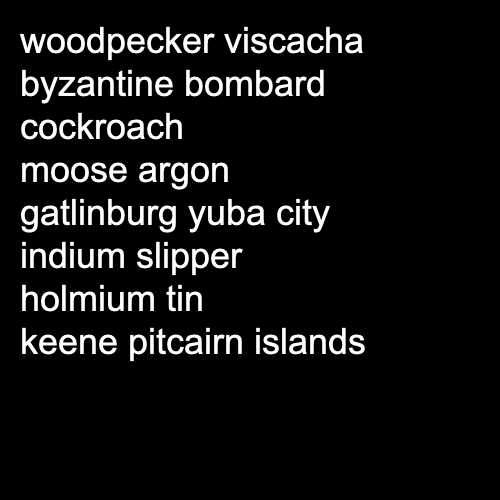 woodpecker viscacha
byzantine bombard
cockroach
moose argon
gatlinburg yuba city
indium slipper
holmium tin
keene pitcairn islands